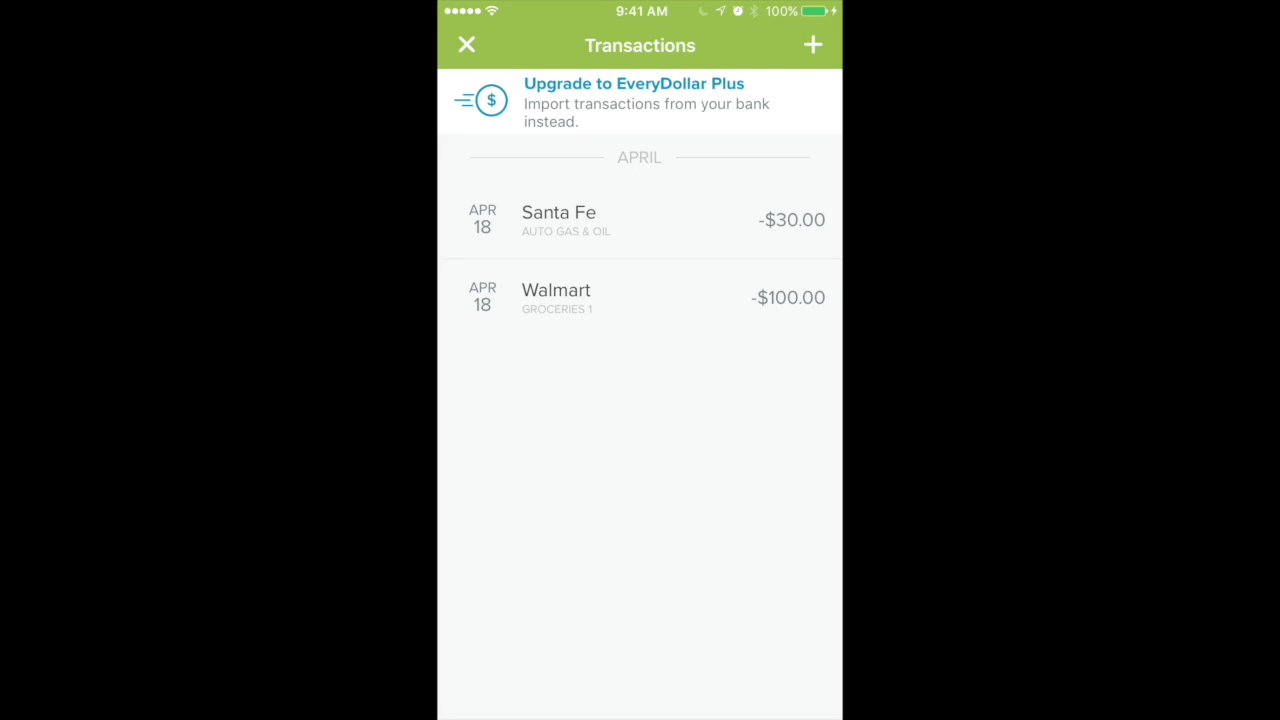 9:41 AM 100%
Transactions
Upgrade to EveryDollar Plus
$
Import transactions from your bank
instead.
APRIL
APR
18
Santa Fe
AUTO GAS & OIL
-$30.00
APR
18
Walmart
GROCERIES 1
-$100.00